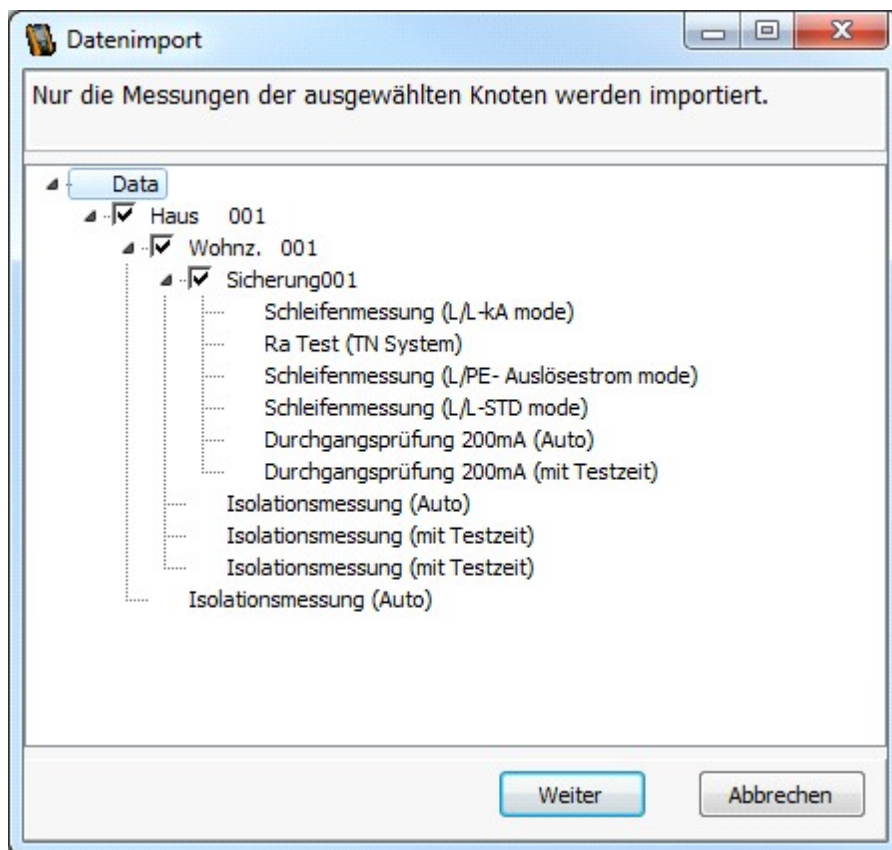 Datenimport
Nur die Messungen der ausgewählten Knoten werden importiert.
Data
Haus 001
Wohnz. 001
Sicherung001
Schleifenmessung (L/L-kA mode)
Ra Test (TN System)
Schleifenmessung (L/PE- Auslösestrom mode)
Schleifenmessung (L/L-STD mode)
Durchgangsprüfung 200mA (Auto)
Durchgangsprüfung 200mA (mit Testzeit)
Isolationsmessung (Auto)
Isolationsmessung (mit Testzeit)
Isolationsmessung (mit Testzeit)
Isolationsmessung (Auto)
Weiter Abbrechen